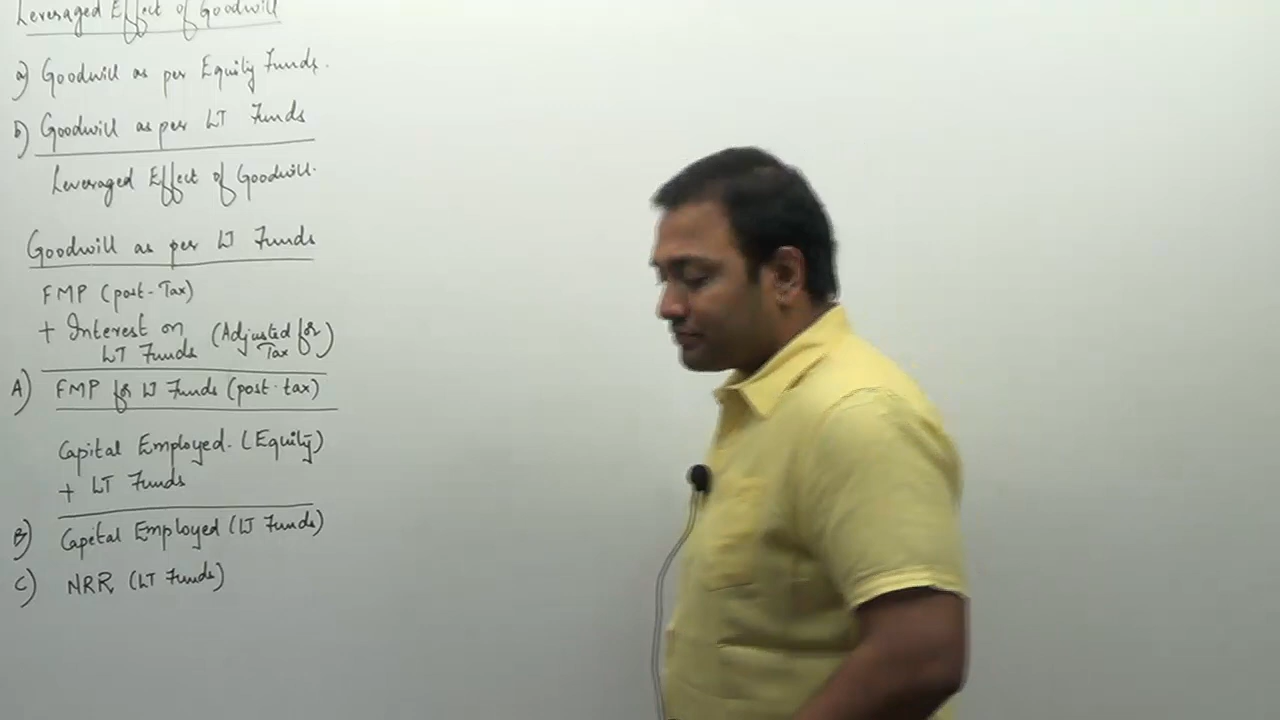 Leveraged Effect of Goodwill
a) Goodwill as per Equity Funds.
b) Goodwill as per LT Funds
Leveraged Effect of Goodwill.
Goodwill as per LT Funds
FMP (post-Tax)
+ Interest on (Adjusted for
LT Funds Tax)
A) FMP for LT Funds (post-tax)
Capital Employed. (Equity)
+ LT Funds
B) Capital Employed (LT Funds)
C) NRR (LT Funds)